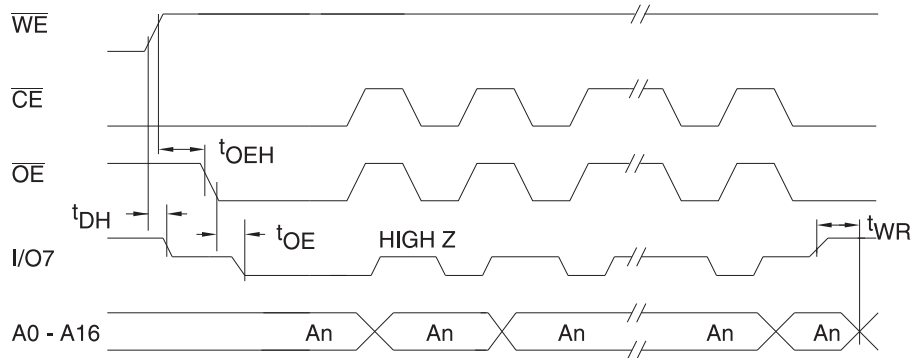 WE
CE
tOEH
OE
tDH
tOE
HIGH Z
tWR
I/O7
A0 - A16
An An An An An